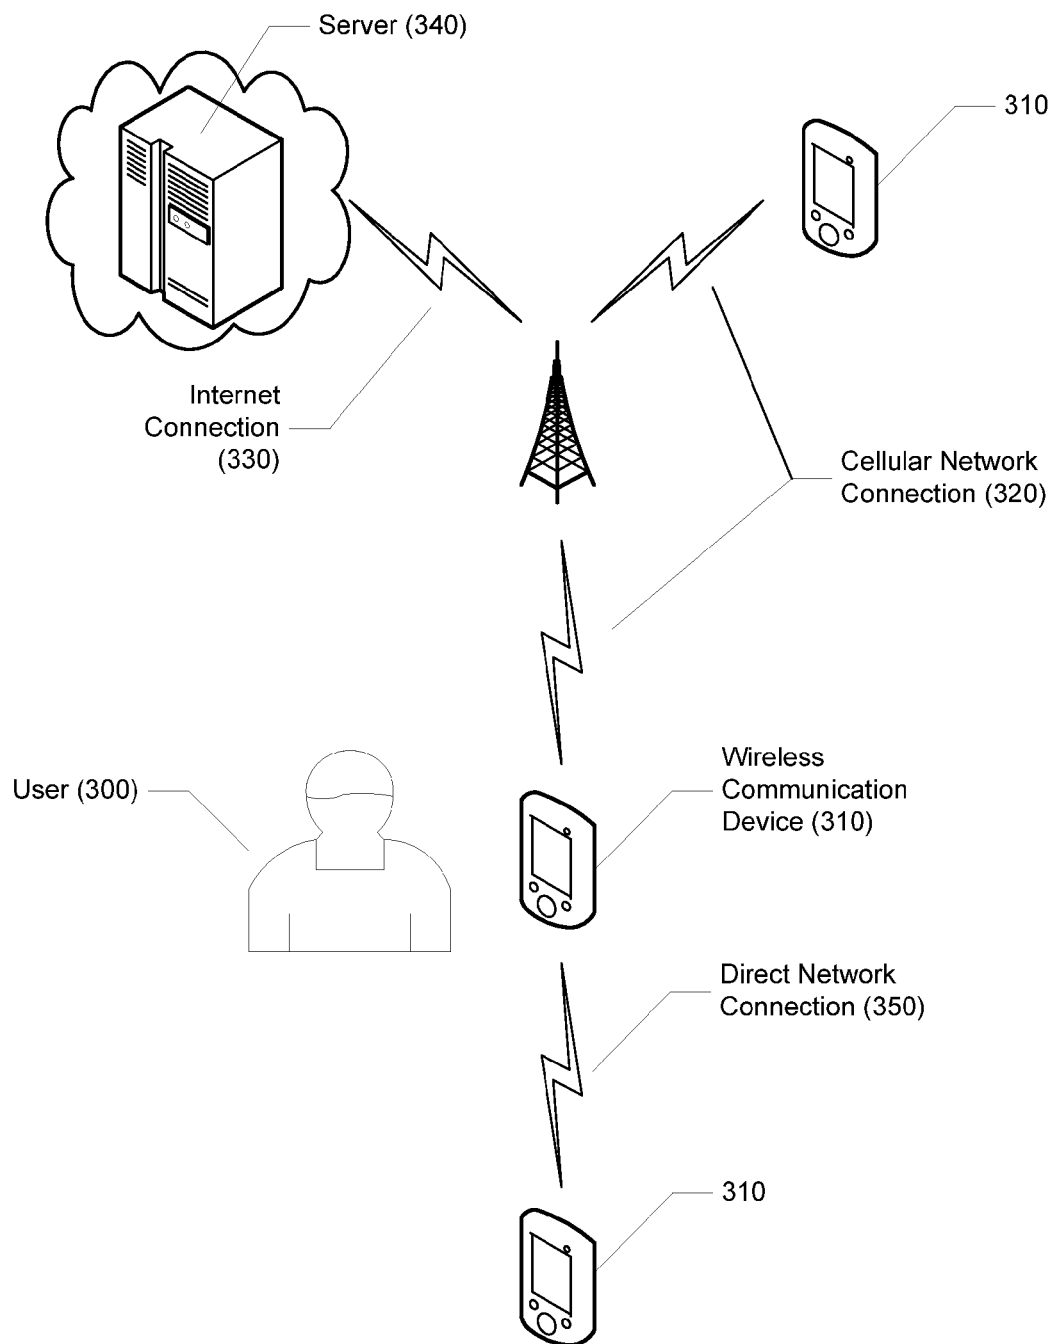 Server (340)
310
Internet
Connection
(330)
Cellular Network
Connection (320)
User (300)
Wireless
Communication
Device (310)
Direct Network
Connection (350)
310